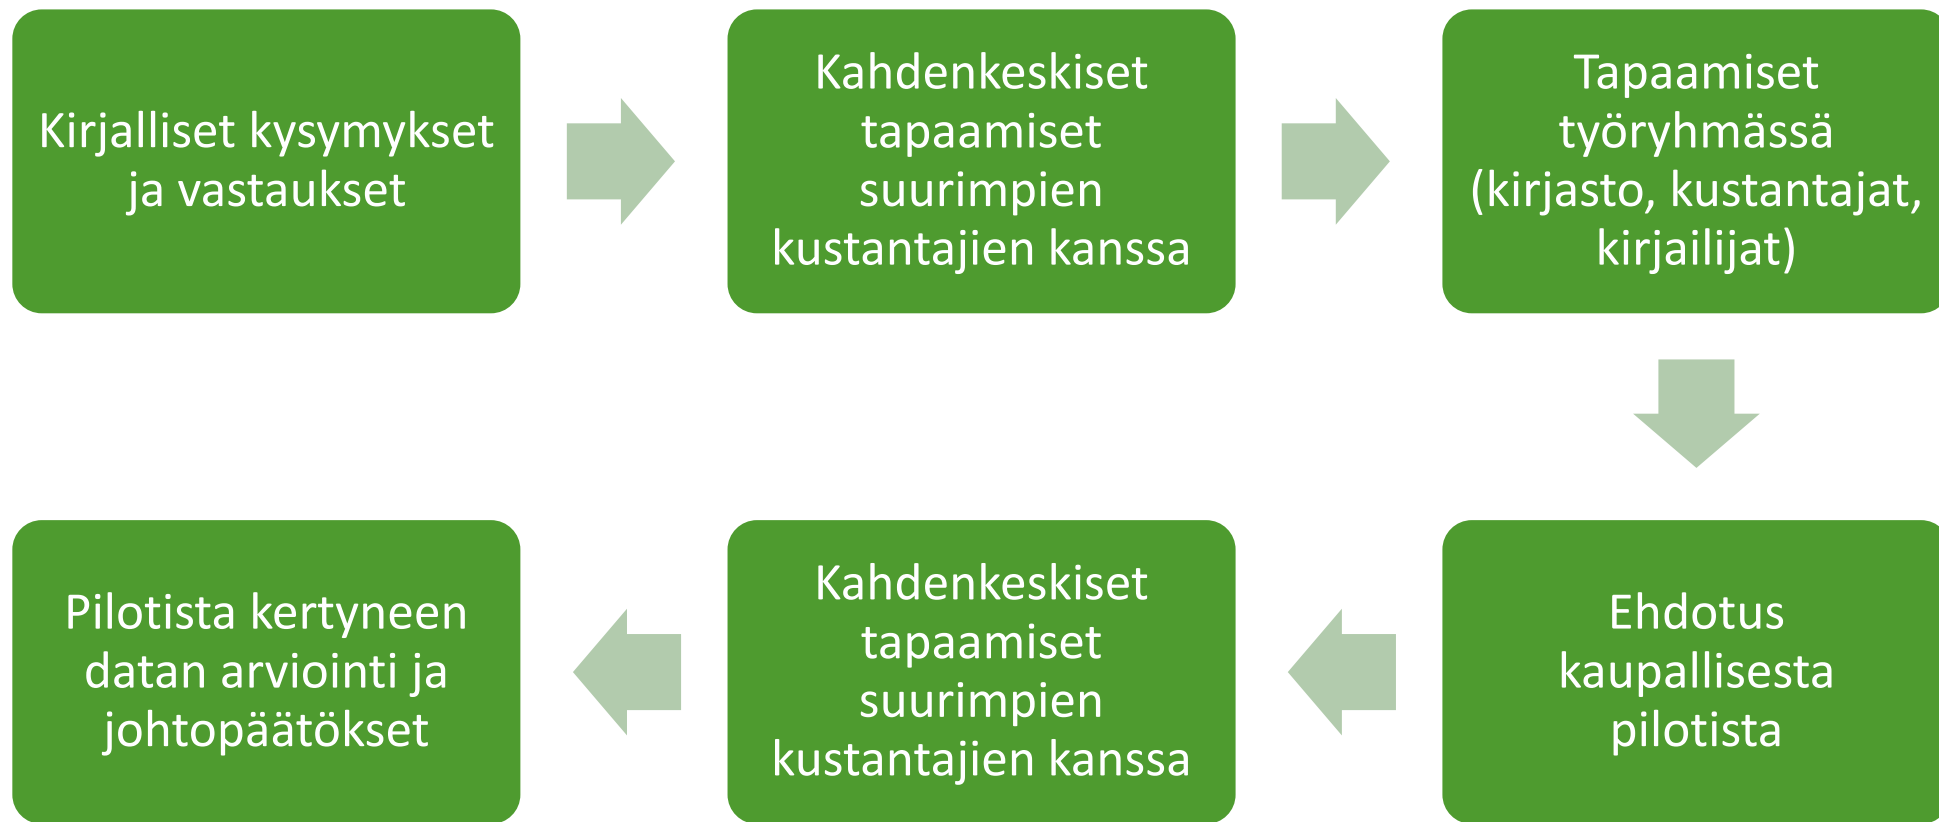 Kirjalliset kysymykset
ja vastaukset
Kahdenkeskiset
tapaamiset
suurimpien
kustantajien kanssa
Tapaamiset
työryhmässä
(kirjasto, kustantajat,
kirjailijat)
Ehdotus
kaupallisesta
pilotista
Kahdenkeskiset
tapaamiset
suurimpien
kustantajien kanssa
Pilotista kertyneen
datan arviointi ja
johtopäätökset